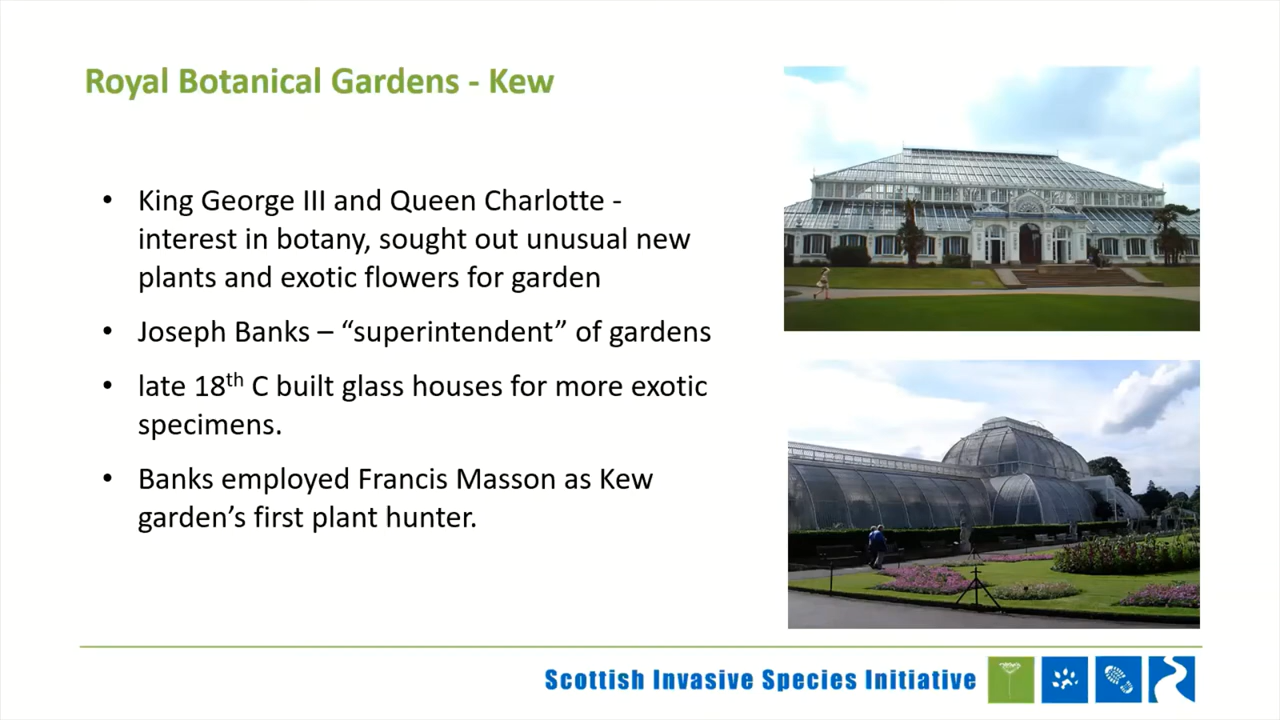 Royal Botanical Gardens - Kew
• King George III and Queen Charlotte -
interest in botany, sought out unusual new
plants and exotic flowers for garden
• Joseph Banks – “superintendent” of gardens
• late 18th C built glass houses for more exotic
specimens.
• Banks employed Francis Masson as Kew
garden’s first plant hunter.
Scottish Invasive Species Initiative